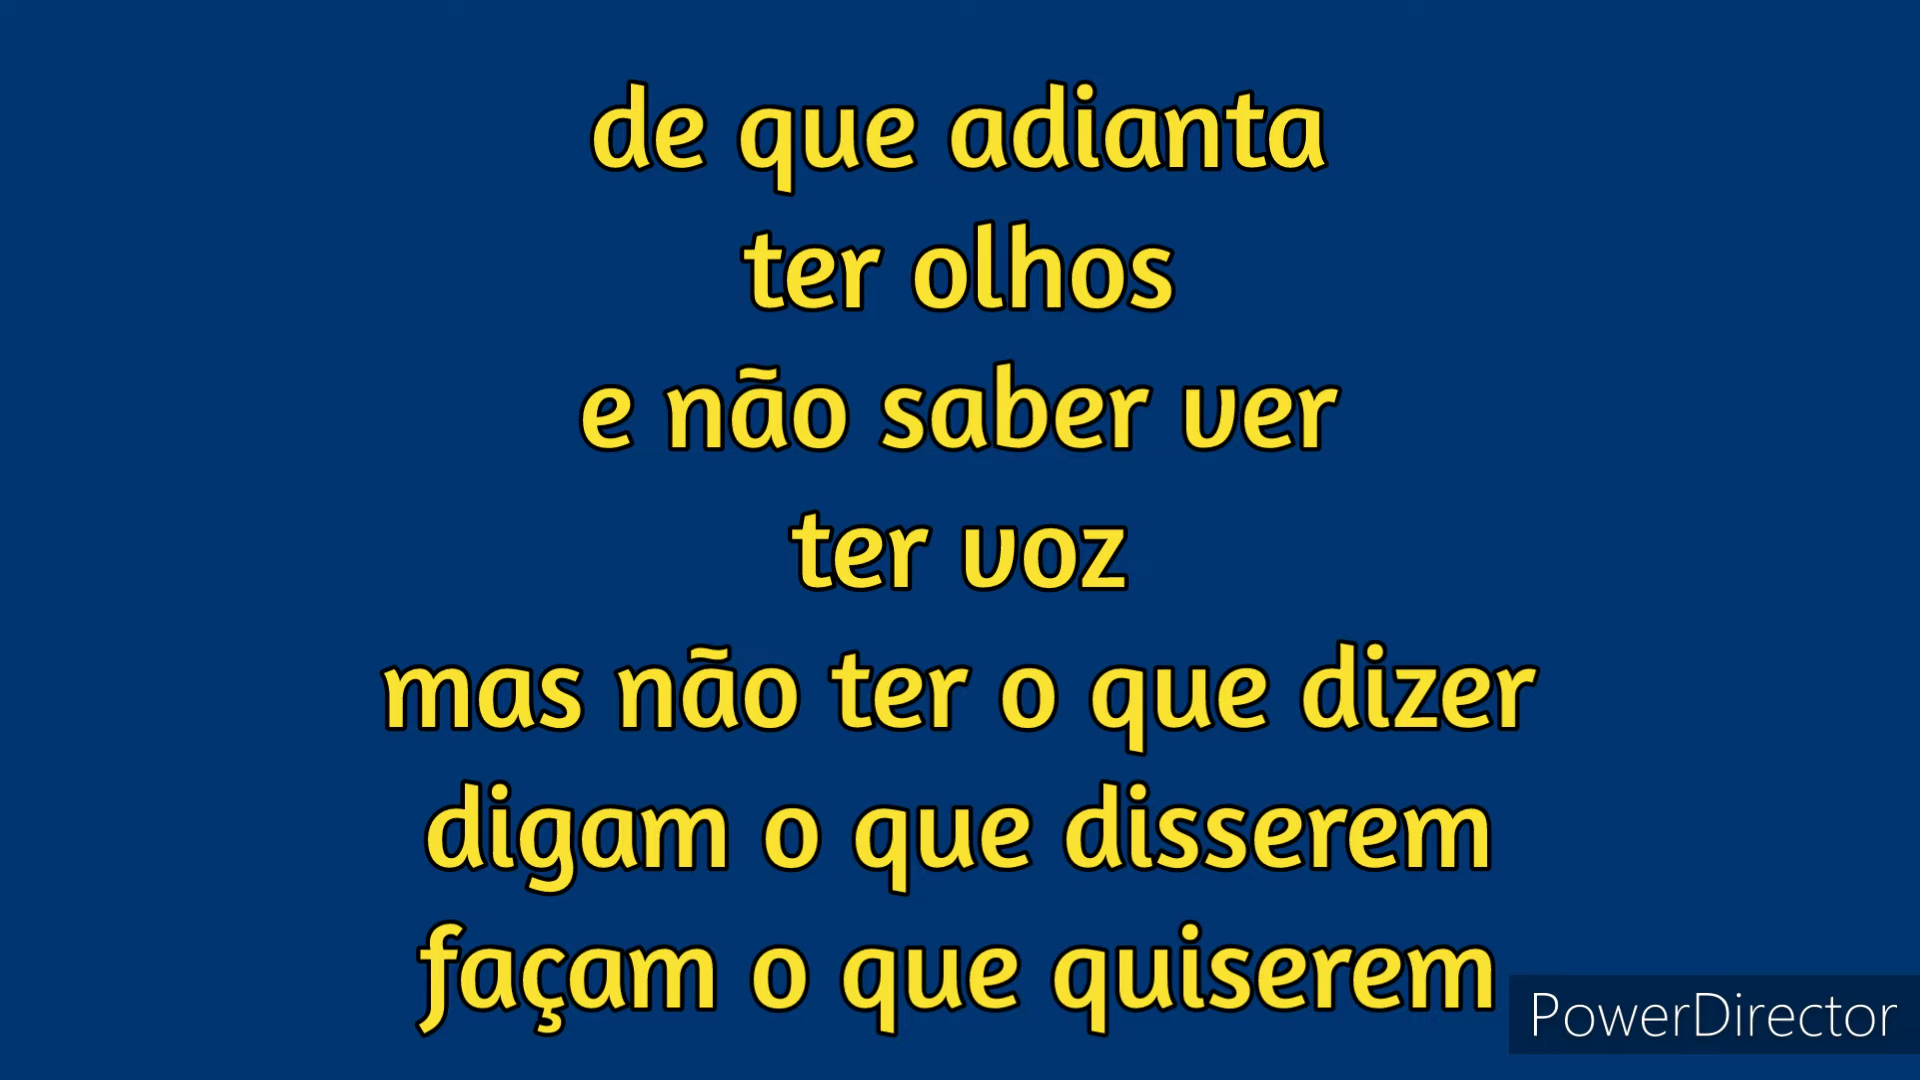 de que adianta
ter olhos
e não saber ver
ter voz
mas não ter o que dizer
digam o que disserem
façam o que quiserem
PowerDirector